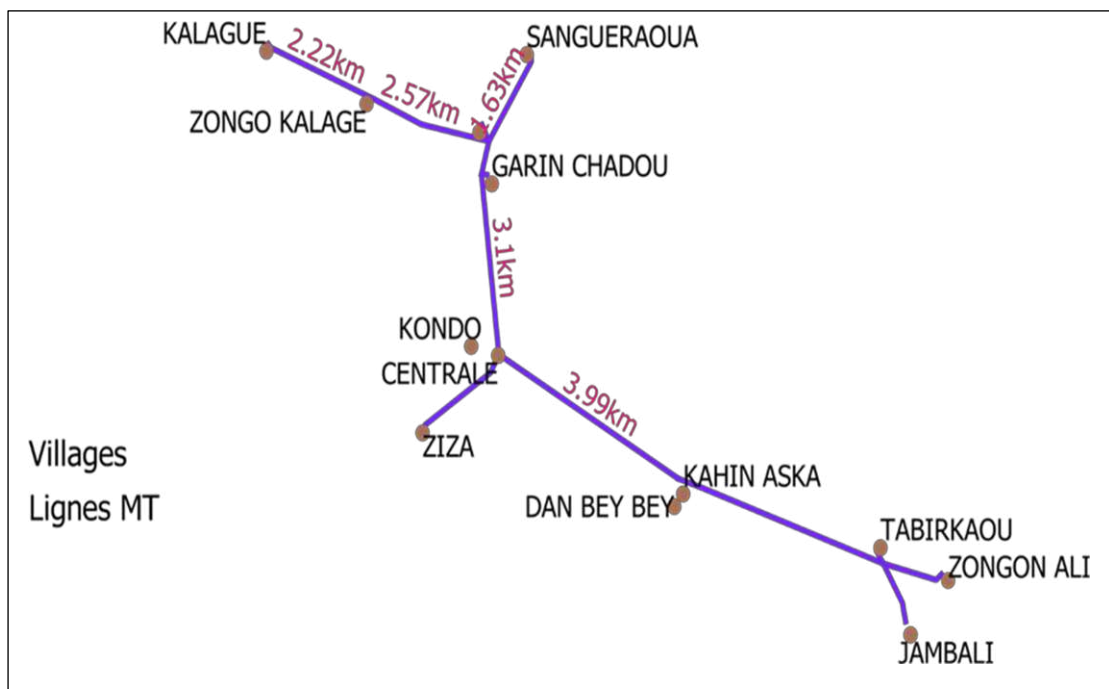 KALAGUE
SANGUERAOUA
2.22km
2.57km
1.63km
ZONGO KALAGE
GARIN CHADOU
3.1km
KONDO
CENTRALE
3.99km
ZIZA
Villages
Lignes MT
KAHIN ASKA
DAN BEY BEY
TABIRKAOU
ZONGON ALI
JAMBALI